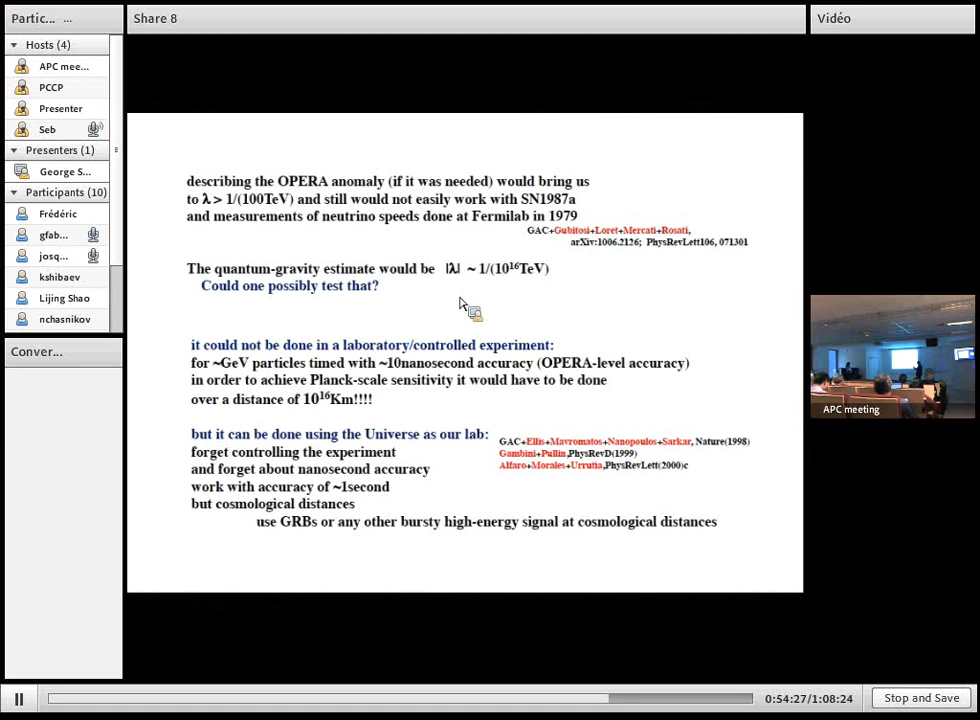 Partic... ...
Share 8
Vidéo
Hosts (4)
APC mee...
PCCP
Presenter
Seb
Presenters (1)
George S...
Participants (10)
Frédéric
gfab...
josq...
kshibaev
Lijing Shao
nchasnikov
Conver...
describing the OPERA anomaly (if it was needed) would bring us
to λ > 1/(100TeV) and still would not easily work with SN1987a
and measurements of neutrino speeds done at Fermilab in 1979
GAC+Gubitosi+Loret+Mercati+Rosati,
arXiv:1006.2126; PhysRevLett106, 071301
The quantum-gravity estimate would be |λ| ~ 1/(10¹⁶TeV)
Could one possibly test that?
it could not be done in a laboratory/controlled experiment:
for ~GeV particles timed with ~10nanosecond accuracy (OPERA-level accuracy)
in order to achieve Planck-scale sensitivity it would have to be done
over a distance of 10¹⁶Km!!!!
but it can be done using the Universe as our lab:
GAC+Ellis+Mavromatos+Nanopoulos+Sarkar, Nature(1998)
forget controlling the experiment
Gambini+Pullin,PhysRevD(1999)
and forget about nanosecond accuracy
Alfaro+Morales+Urrutia,PhysRevLett(2000)c
work with accuracy of ~1second
but cosmological distances
use GRBs or any other bursty high-energy signal at cosmological distances
APC meeting
0:54:27/1:08:24
Stop and Save